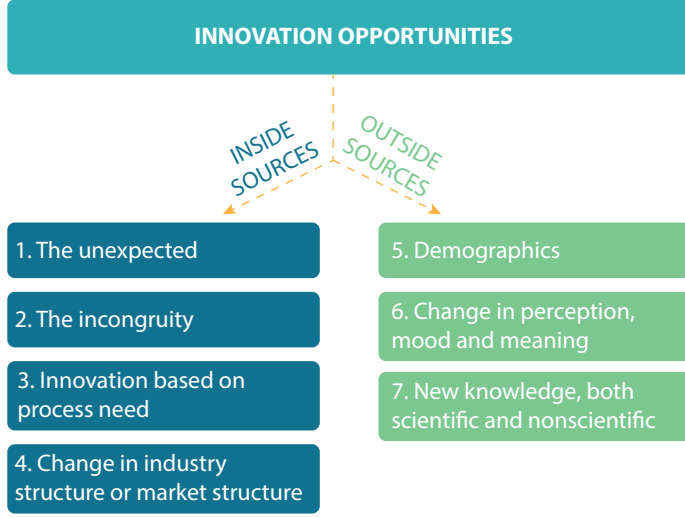 INNOVATION OPPORTUNITIES
INSIDE
SOURCES
OUTSIDE
SOURCES
1. The unexpected
2. The incongruity
3. Innovation based on
process need
4. Change in industry
structure or market structure
5. Demographics
6. Change in perception,
mood and meaning
7. New knowledge, both
scientific and nonscientific